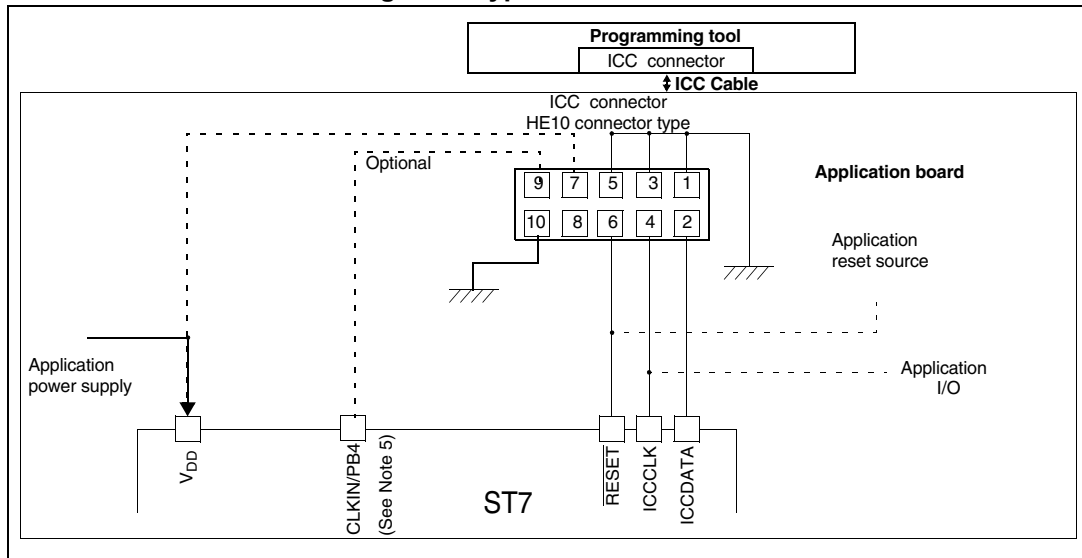 Programming tool
ICC connector
ICC Cable
ICC connector
HE10 connector type
Optional
9 7 5 3 1
10 8 6 4 2
Application board
Application
reset source
Application
power supply
Application
I/O
VDD
CLKIN/PB4
(See Note 5)
RESET
ICCCLK
ICCDATA
ST7